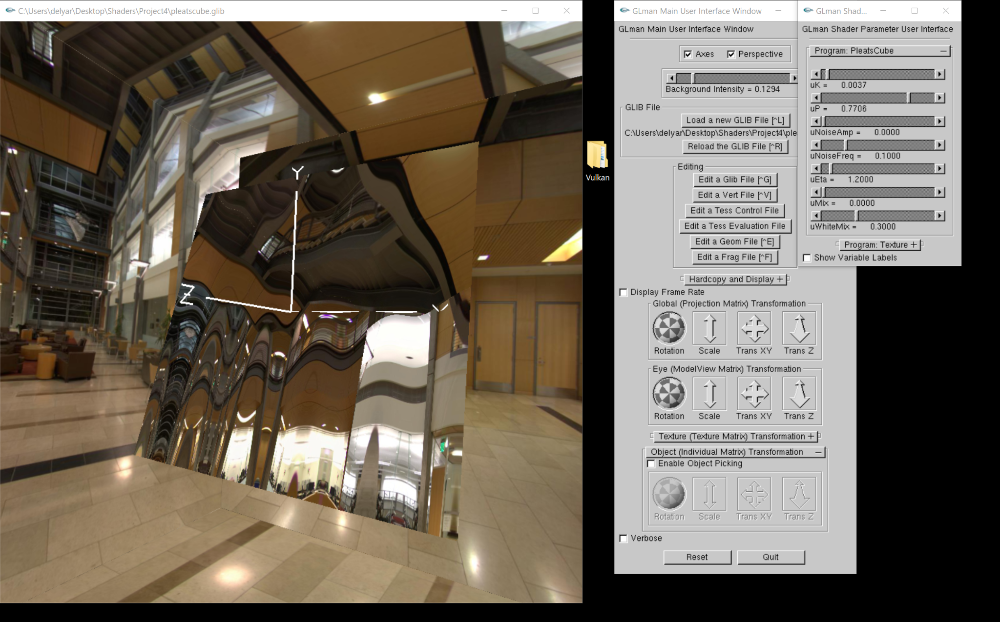 C:\Users\delyar\Desktop\Shaders\Project4\pleatscube.glib
Y
Z
Vulkan
GLman Main User Interface Window
GLman Main User Interface Window
Axes
Perspective
Background Intensity = 0.1294
GLIB File
Load a new GLIB File [^L]
C:\Users\delyar\Desktop\Shaders\Project4\ple
Reload the GLIB File [^R]
Editing
Edit a Glib File [^G]
Edit a Vert File [^V]
Edit a Tess Control File
Edit a Tess Evaluation File
Edit a Geom File [^E]
Edit a Frag File [^F]
Hardcopy and Display +
Display Frame Rate
Global (Projection Matrix) Transformation
Rotation Scale Trans XY Trans Z
Eye (ModelView Matrix) Transformation
Rotation Scale Trans XY Trans Z
Texture (Texture Matrix) Transformation +
Object (Individual Matrix) Transformation −
Enable Object Picking
Rotation Scale Trans XY Trans Z
Verbose
Reset Quit
GLman Shad...
GLman Shader Parameter User Interface
Program: PleatsCube −
uK = 0.0037
uP = 0.7706
uNoiseAmp = 0.0000
uNoiseFreq = 0.1000
uEta = 1.2000
uMix = 0.0000
uWhiteMix = 0.3000
Program: Texture +
Show Variable Labels